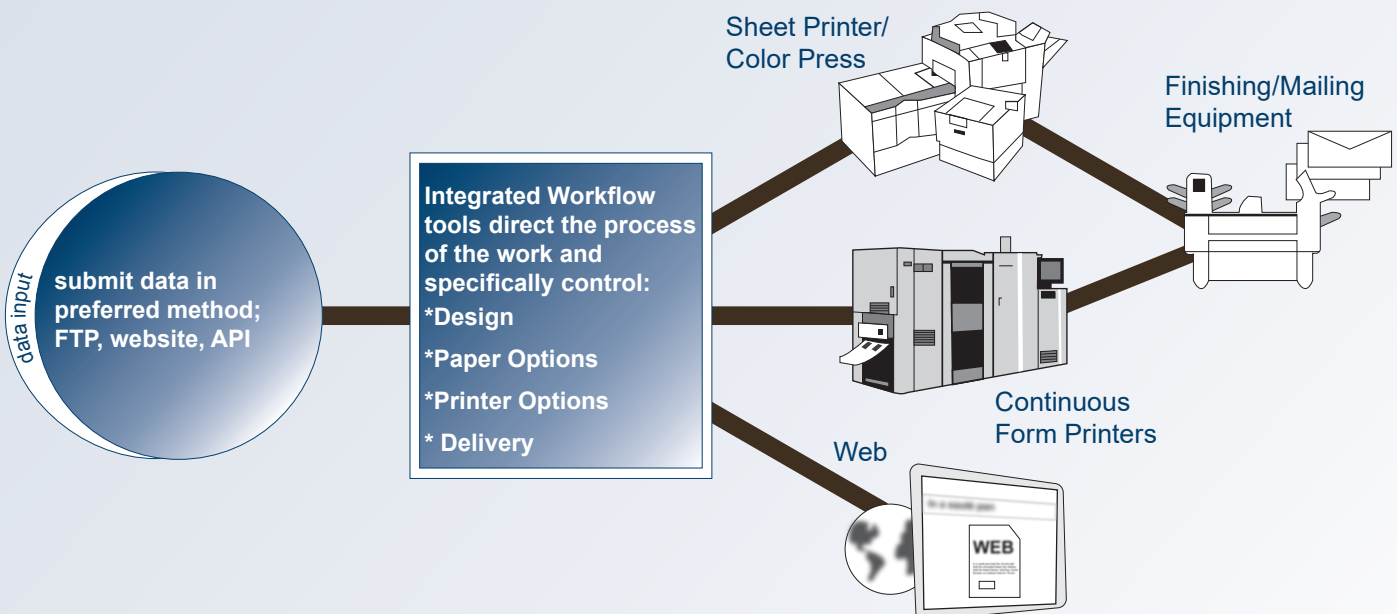 data input
submit data in
preferred method;
FTP, website, API
Integrated Workflow
tools direct the process
of the work and
specifically control:
*Design
*Paper Options
*Printer Options
* Delivery
Sheet Printer/
Color Press
Finishing/Mailing
Equipment
Continuous
Form Printers
Web
WEB